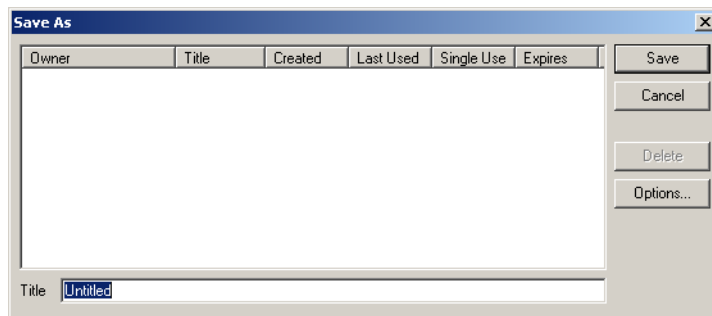 Save As
Owner Title Created Last Used Single Use Expires
Save
Cancel
Delete
Options...
Title Untitled